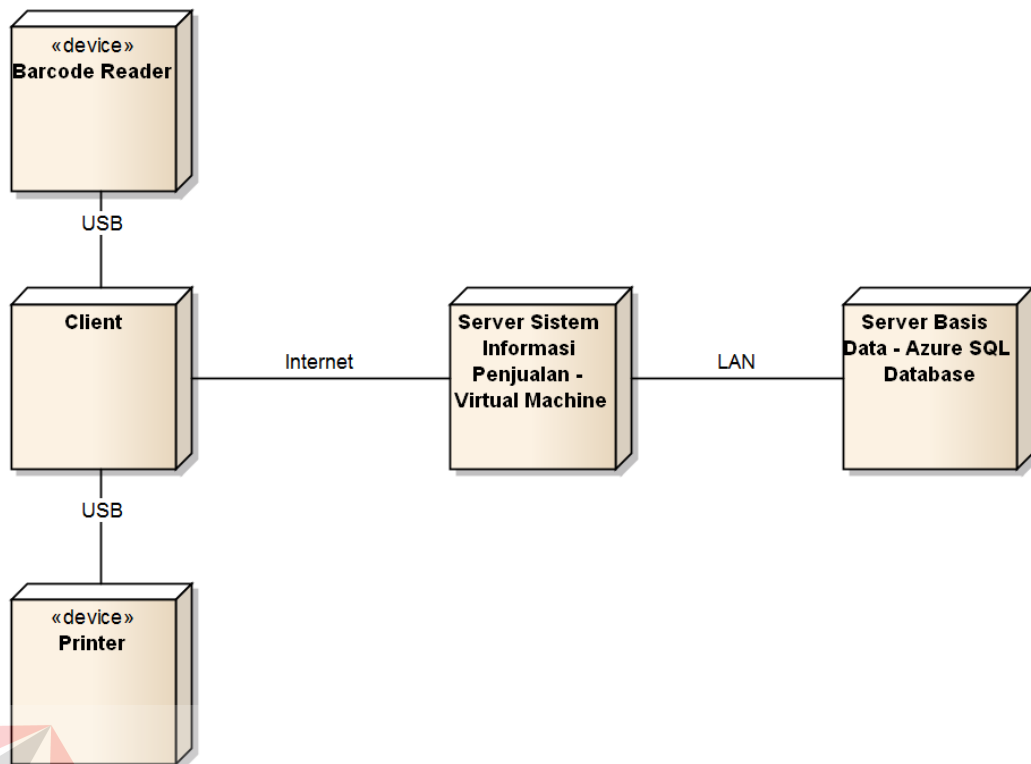 «device»
Barcode Reader
USB
Client
Internet
Server Sistem
Informasi
Penjualan -
Virtual Machine
LAN
Server Basis
Data - Azure SQL
Database
USB
«device»
Printer